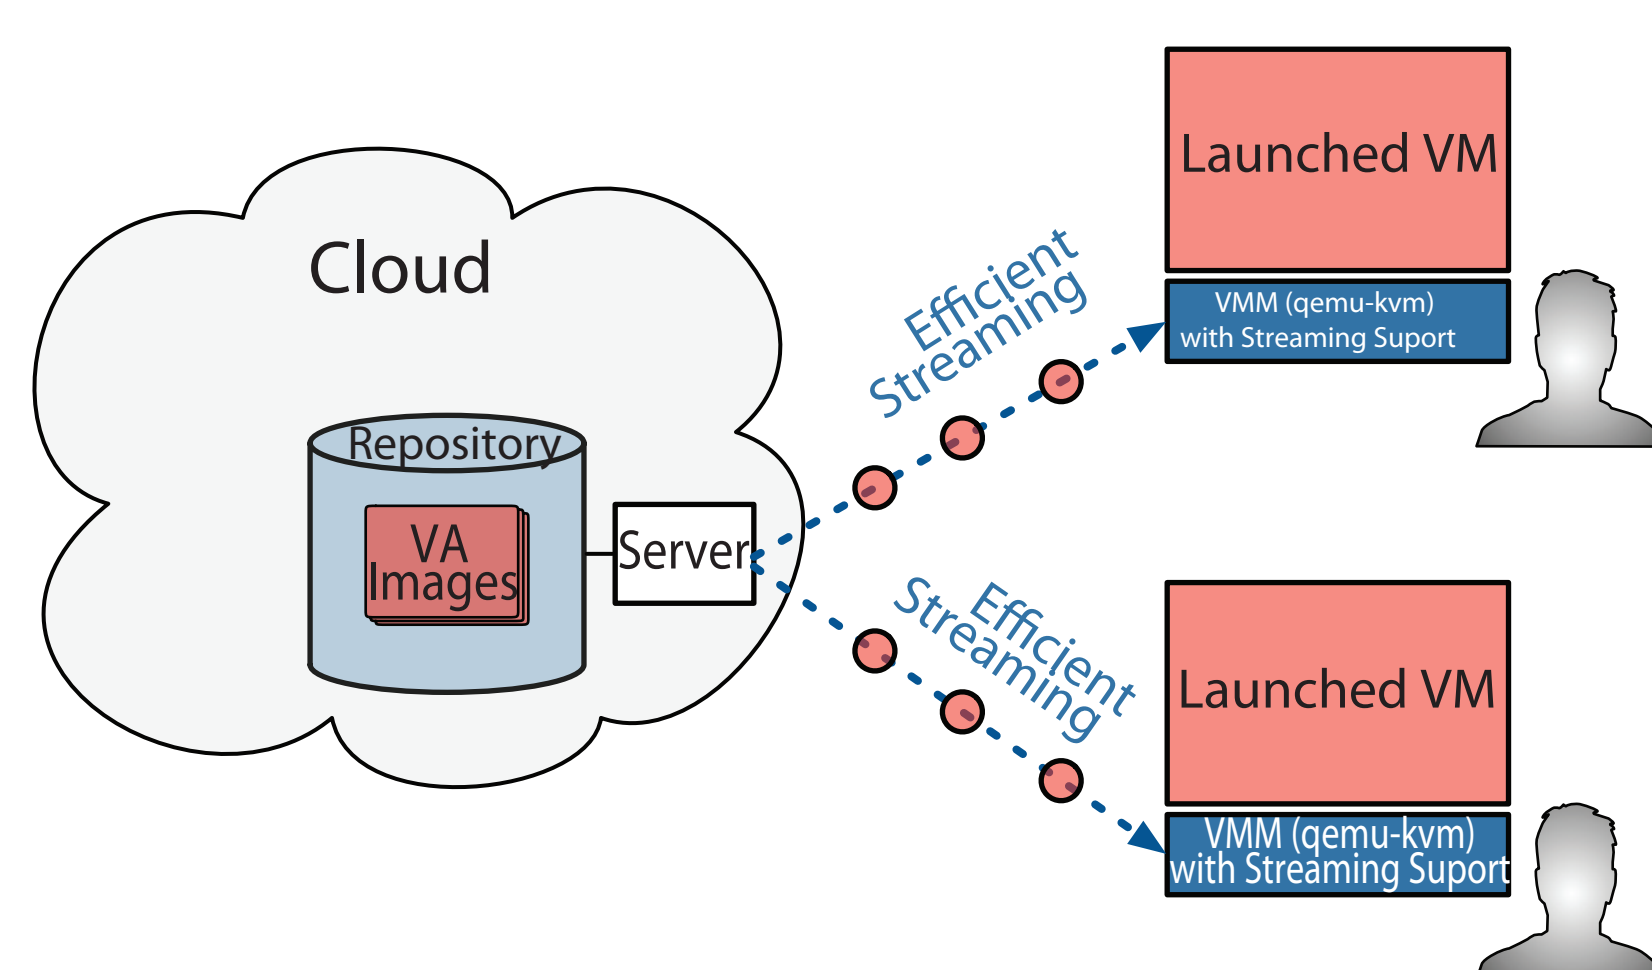 Cloud
Repository
VA
Images
Server
Efficient
Streaming
Launched VM
VMM (qemu-kvm)
with Streaming Suport
Efficient
Streaming
Launched VM
VMM (qemu-kvm)
with Streaming Suport